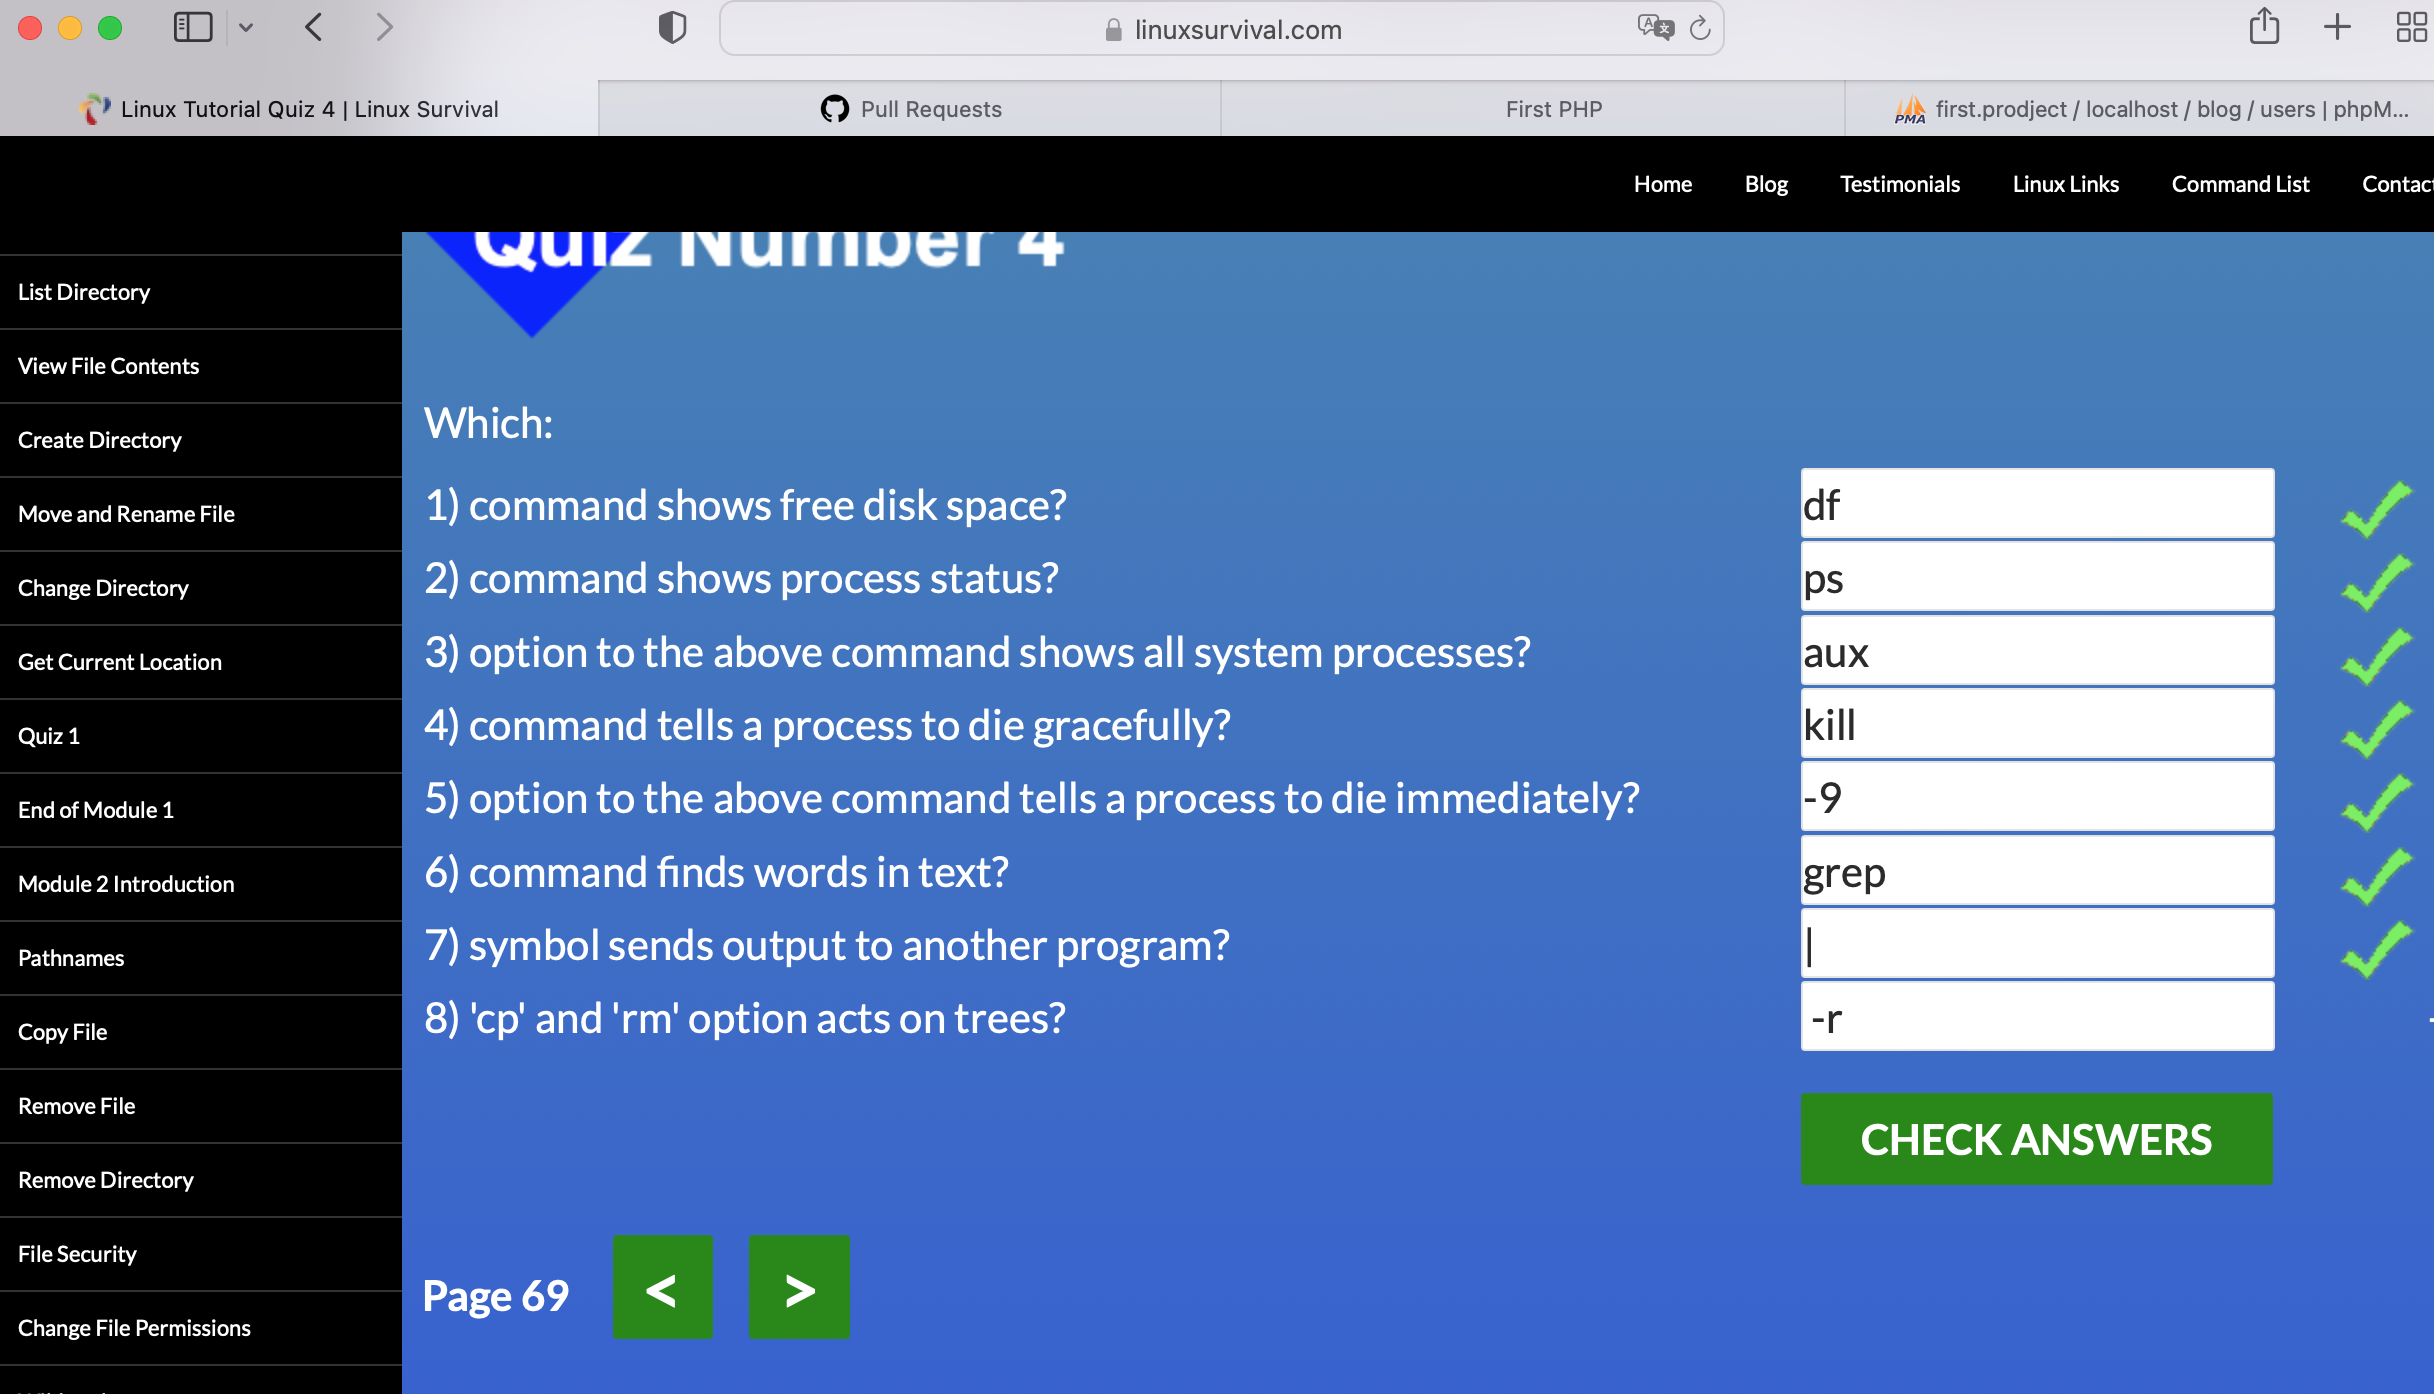 linuxsurvival.com
Linux Tutorial Quiz 4 | Linux Survival
Pull Requests
First PHP
PMA
first.prodject / localhost / blog / users | phpM...
Home
Blog
Testimonials
Linux Links
Command List
Contac
Quiz Number 4
List Directory
View File Contents
Create Directory
Move and Rename File
Change Directory
Get Current Location
Quiz 1
End of Module 1
Module 2 Introduction
Pathnames
Copy File
Remove File
Remove Directory
File Security
Change File Permissions
Which:
1) command shows free disk space?
df
2) command shows process status?
ps
3) option to the above command shows all system processes?
aux
4) command tells a process to die gracefully?
kill
5) option to the above command tells a process to die immediately?
-9
6) command finds words in text?
grep
7) symbol sends output to another program?
|
8) 'cp' and 'rm' option acts on trees?
-r
CHECK ANSWERS
Page 69
<
>